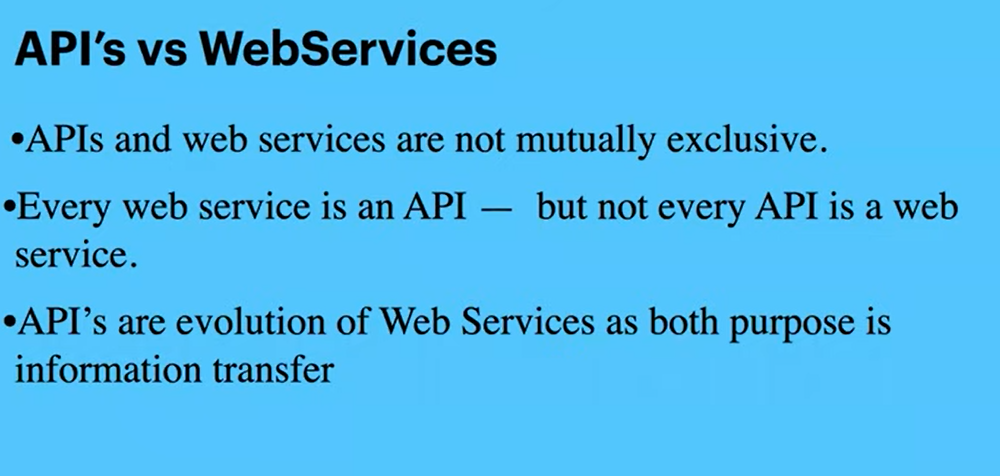 API’s vs WebServices
•APIs and web services are not mutually exclusive.
•Every web service is an API — but not every API is a web
service.
•API’s are evolution of Web Services as both purpose is
information transfer